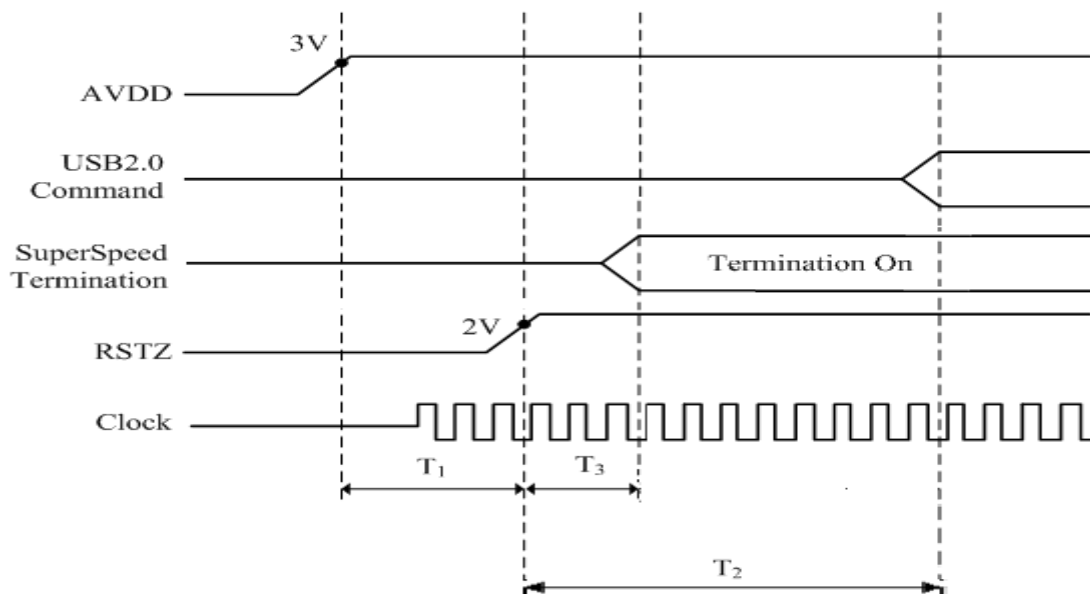 3V
AVDD
USB2.0
Command
SuperSpeed
Termination
Termination On
2V
RSTZ
Clock
T₁
T₃
T₂